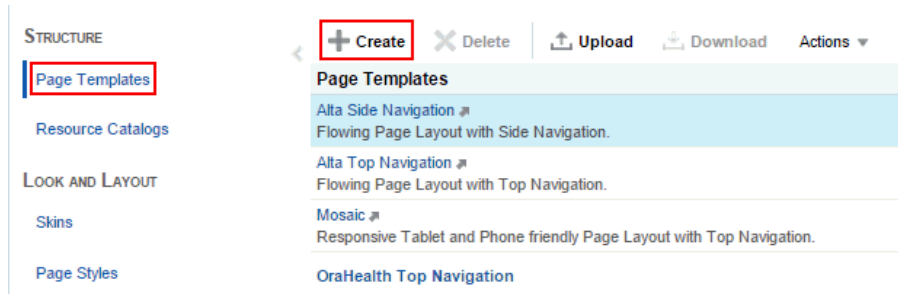 STRUCTURE
Page Templates
Resource Catalogs
LOOK AND LAYOUT
Skins
Page Styles
Create Delete Upload Download Actions
Page Templates
Alta Side Navigation
Flowing Page Layout with Side Navigation.
Alta Top Navigation
Flowing Page Layout with Top Navigation.
Mosaic
Responsive Tablet and Phone friendly Page Layout with Top Navigation.
OraHealth Top Navigation